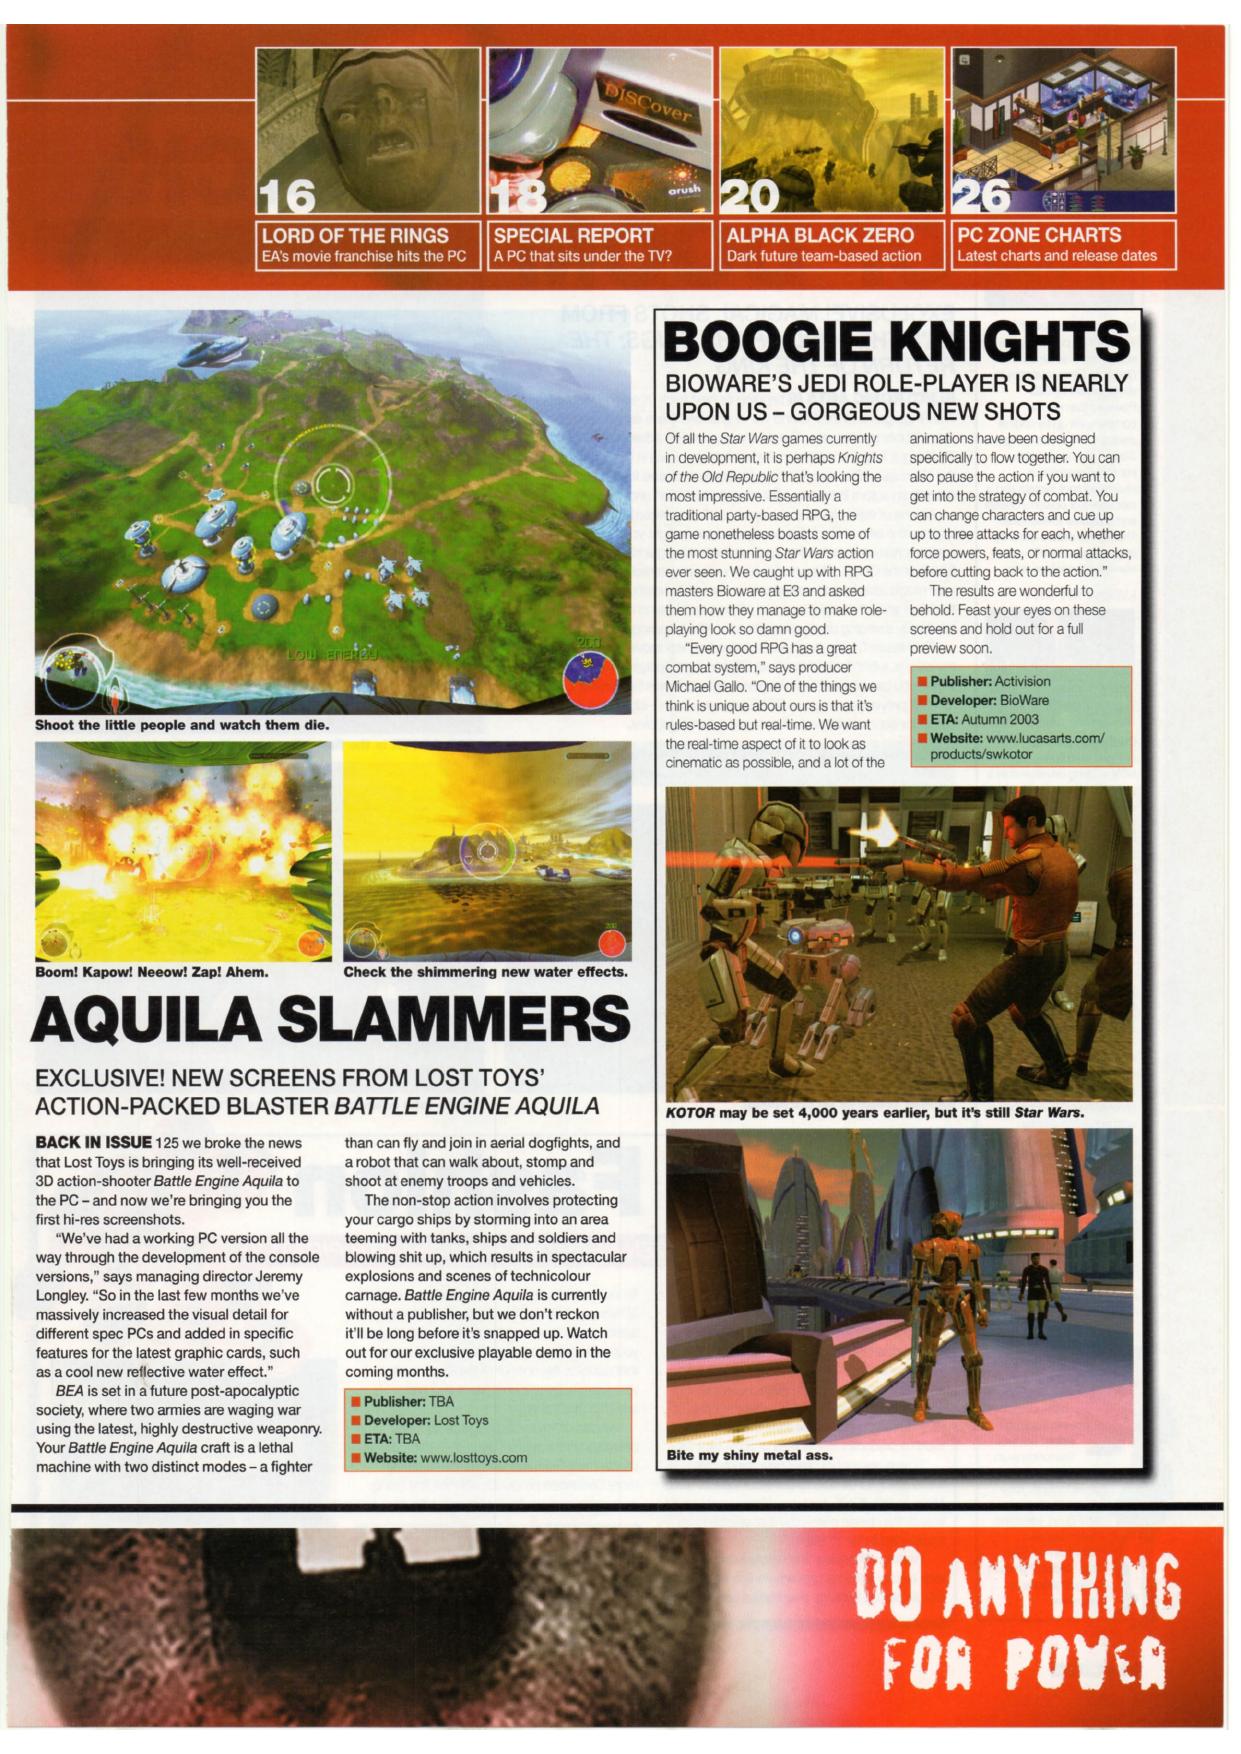 16
LORD OF THE RINGS
EA's movie franchise hits the PC
DISCover
arush
18
SPECIAL REPORT
A PC that sits under the TV?
20
ALPHA BLACK ZERO
Dark future team-based action
26
PC ZONE CHARTS
Latest charts and release dates
LOW ENERGY
200
Shoot the little people and watch them die.
Boom! Kapow! Neeow! Zap! Ahem.
200
Check the shimmering new water effects.
AQUILA SLAMMERS
EXCLUSIVE! NEW SCREENS FROM LOST TOYS'
ACTION-PACKED BLASTER BATTLE ENGINE AQUILA
BACK IN ISSUE 125 we broke the news
that Lost Toys is bringing its well-received
3D action-shooter Battle Engine Aquila to
the PC – and now we're bringing you the
first hi-res screenshots.
"We've had a working PC version all the
way through the development of the console
versions," says managing director Jeremy
Longley. "So in the last few months we've
massively increased the visual detail for
different spec PCs and added in specific
features for the latest graphic cards, such
as a cool new reflective water effect."
BEA is set in a future post-apocalyptic
society, where two armies are waging war
using the latest, highly destructive weaponry.
Your Battle Engine Aquila craft is a lethal
machine with two distinct modes – a fighter
than can fly and join in aerial dogfights, and
a robot that can walk about, stomp and
shoot at enemy troops and vehicles.
The non-stop action involves protecting
your cargo ships by storming into an area
teeming with tanks, ships and soldiers and
blowing shit up, which results in spectacular
explosions and scenes of technicolour
carnage. Battle Engine Aquila is currently
without a publisher, but we don't reckon
it'll be long before it's snapped up. Watch
out for our exclusive playable demo in the
coming months.
Publisher: TBA
Developer: Lost Toys
ETA: TBA
Website: www.losttoys.com
BOOGIE KNIGHTS
BIOWARE'S JEDI ROLE-PLAYER IS NEARLY
UPON US – GORGEOUS NEW SHOTS
Of all the Star Wars games currently
in development, it is perhaps Knights
of the Old Republic that's looking the
most impressive. Essentially a
traditional party-based RPG, the
game nonetheless boasts some of
the most stunning Star Wars action
ever seen. We caught up with RPG
masters Bioware at E3 and asked
them how they manage to make role-
playing look so damn good.
"Every good RPG has a great
combat system," says producer
Michael Gallo. "One of the things we
think is unique about ours is that it's
rules-based but real-time. We want
the real-time aspect of it to look as
cinematic as possible, and a lot of the
animations have been designed
specifically to flow together. You can
also pause the action if you want to
get into the strategy of combat. You
can change characters and cue up
up to three attacks for each, whether
force powers, feats, or normal attacks,
before cutting back to the action."
The results are wonderful to
behold. Feast your eyes on these
screens and hold out for a full
preview soon.
Publisher: Activision
Developer: BioWare
ETA: Autumn 2003
Website: www.lucasarts.com/
products/swkotor
KOTOR may be set 4,000 years earlier, but it's still Star Wars.
Bite my shiny metal ass.
DO ANYTHING
FOR POWER